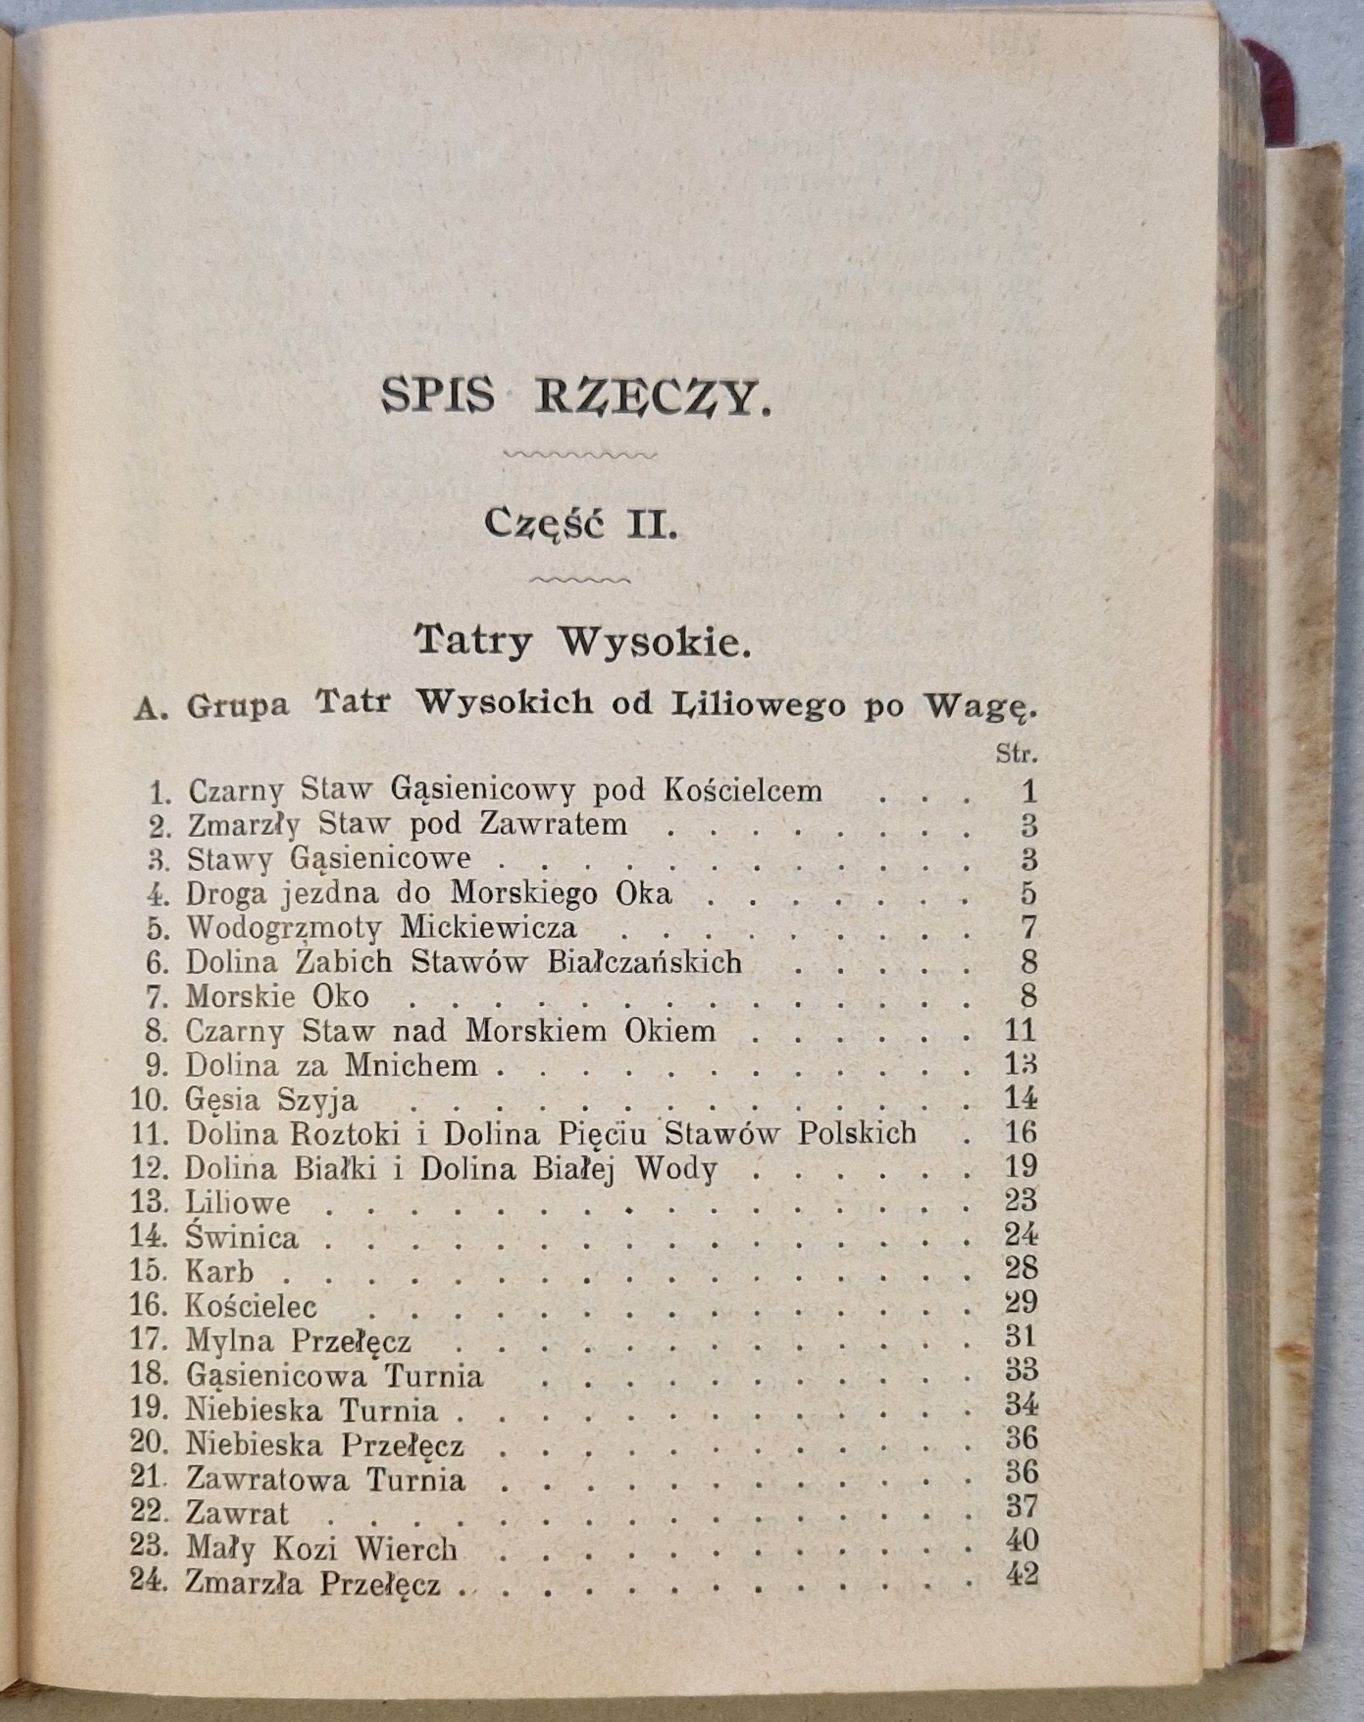 SPIS RZECZY.
Część II.
Tatry Wysokie.
A. Grupa Tatr Wysokich od Liliowego po Wagę.
Str.
1. Czarny Staw Gąsienicowy pod Kościelcem . . . 1
2. Zmarzły Staw pod Zawratem . . . . . . . . 3
3. Stawy Gąsienicowe . . . . . . . . . . . . 3
4. Droga jezdna do Morskiego Oka . . . . . . . 5
5. Wodogrzmoty Mickiewicza . . . . . . . . . 7
6. Dolina Żabich Stawów Białczańskich . . . . . 8
7. Morskie Oko . . . . . . . . . . . . . . 8
8. Czarny Staw nad Morskiem Okiem . . . . . . 11
9. Dolina za Mnichem . . . . . . . . . . . . 13
10. Gęsia Szyja . . . . . . . . . . . . . . 14
11. Dolina Roztoki i Dolina Pięciu Stawów Polskich . 16
12. Dolina Białki i Dolina Białej Wody . . . . . . 19
13. Liliowe . . . . . . . . . . . . . . . . 23
14. Świnica . . . . . . . . . . . . . . . . 24
15. Karb . . . . . . . . . . . . . . . . . 28
16. Kościelec . . . . . . . . . . . . . . . 29
17. Mylna Przełęcz . . . . . . . . . . . . . 31
18. Gąsienicowa Turnia . . . . . . . . . . . 33
19. Niebieska Turnia . . . . . . . . . . . . . 34
20. Niebieska Przełęcz . . . . . . . . . . . . 36
21. Zawratowa Turnia . . . . . . . . . . . . 36
22. Zawrat . . . . . . . . . . . . . . . . 37
23. Mały Kozi Wierch . . . . . . . . . . . . 40
24. Zmarzła Przełęcz . . . . . . . . . . . . . 42